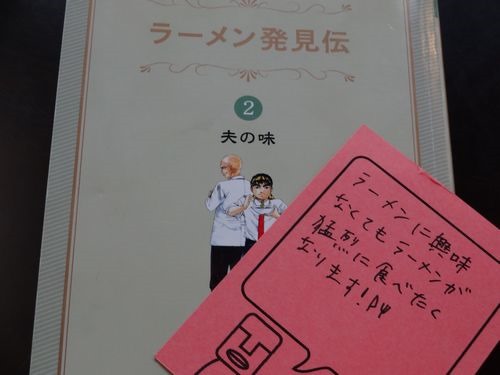 ラーメン発見伝
2
夫の味
ラーメンに興味
なくてもラーメンが
猛烈に食べたく
なります!